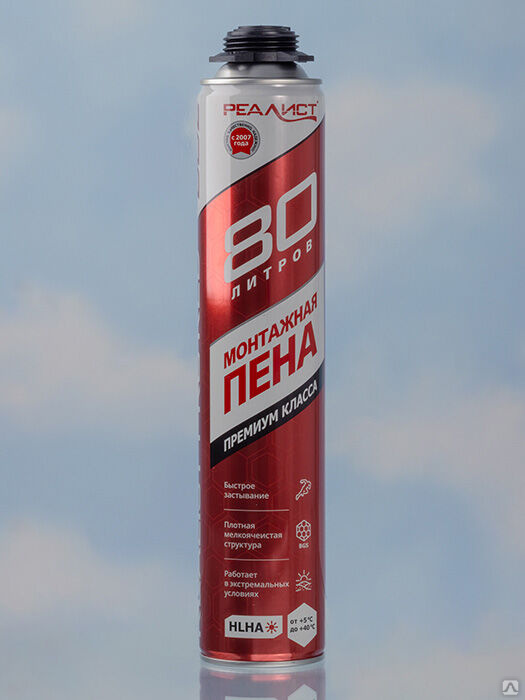 РЕАЛИСТ
с 2007
года
80
ЛИТРОВ
МОНТАЖНАЯ
ПЕНА
ПРЕМИУМ КЛАССА
Быстрое
застывание
Плотная
мелкоячеистая
структура
BGS
Работает
в экстремальных
условиях
HLHA
от +5°C
до +40°C